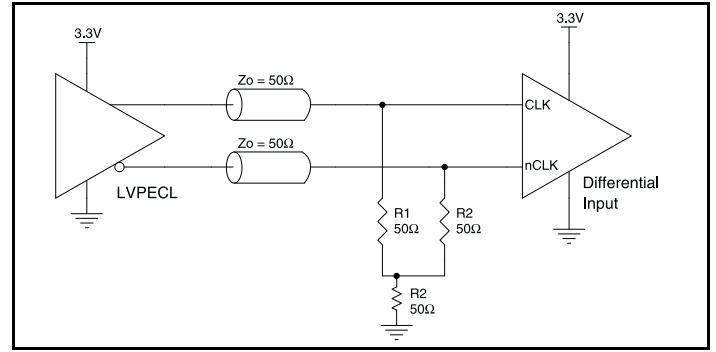 3.3V
3.3V
Zo = 50Ω
CLK
Zo = 50Ω
nCLK
LVPECL
Differential
Input
R1
50Ω
R2
50Ω
R2
50Ω